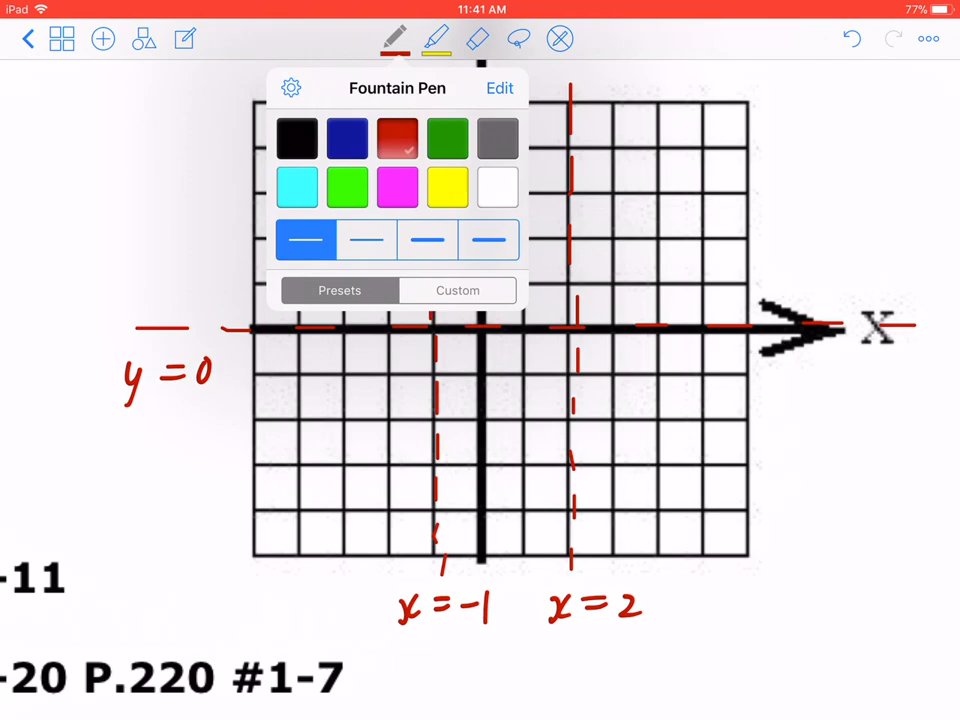 iPad 11:41 AM 77%
Fountain Pen Edit
Presets Custom
X
y = 0
x = -1 x = 2
-11
-20 P.220 #1-7